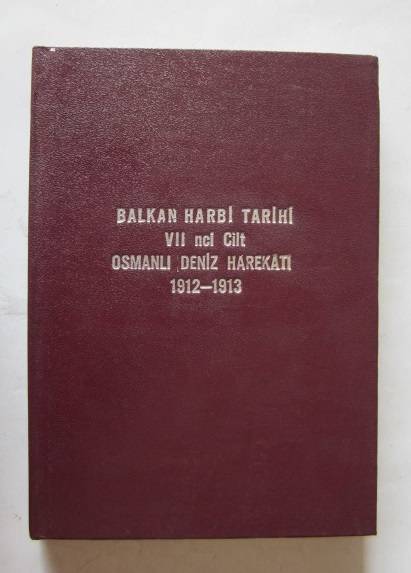 BALKAN HARBİ TARİHİ
VII nci Cilt
OSMANLI DENİZ HAREKÂTI
1912–1913